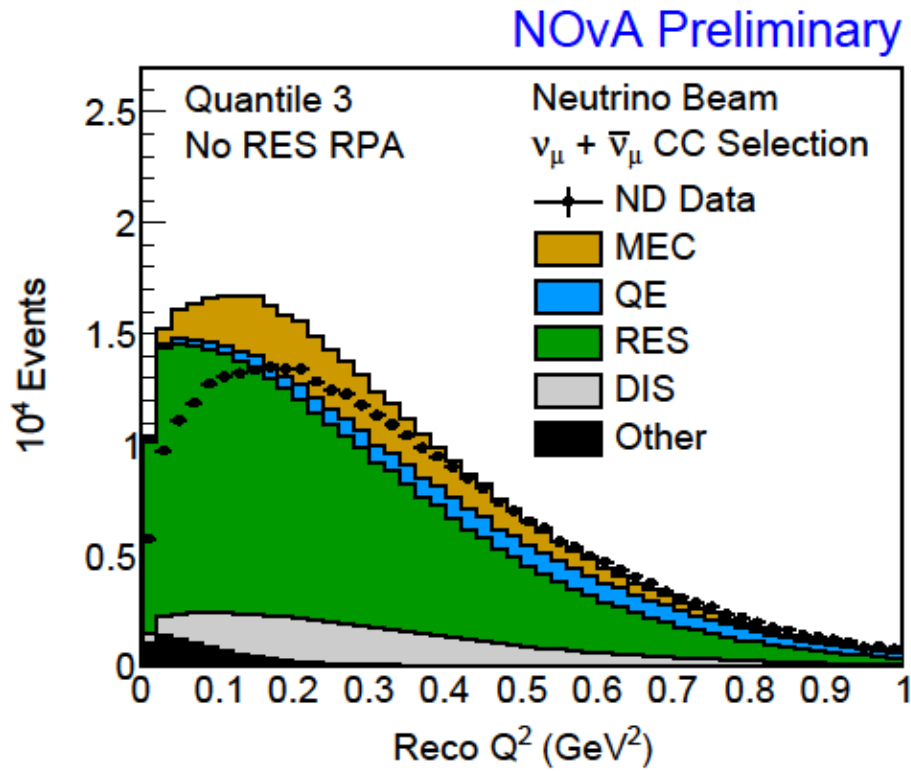 NOvA Preliminary
Quantile 3
No RES RPA
Neutrino Beam
νμ + ν̅μ CC Selection
ND Data
MEC
QE
RES
DIS
Other
10⁴ Events
2.5
2
1.5
1
0.5
0
0 0.1 0.2 0.3 0.4 0.5 0.6 0.7 0.8 0.9 1
Reco Q² (GeV²)